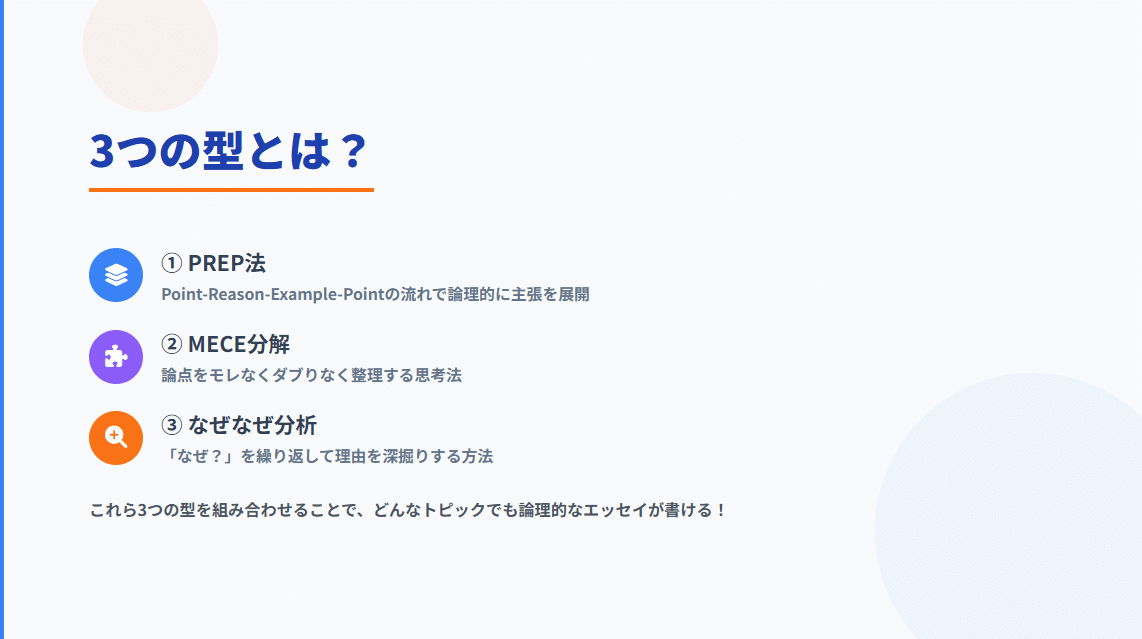 3つの型とは？
① PREP法
Point-Reason-Example-Pointの流れで論理的に主張を展開
② MECE分解
論点をモレなくダブりなく整理する思考法
③ なぜなぜ分析
「なぜ？」を繰り返して理由を深掘りする方法
これら3つの型を組み合わせることで、どんなトピックでも論理的なエッセイが書ける！